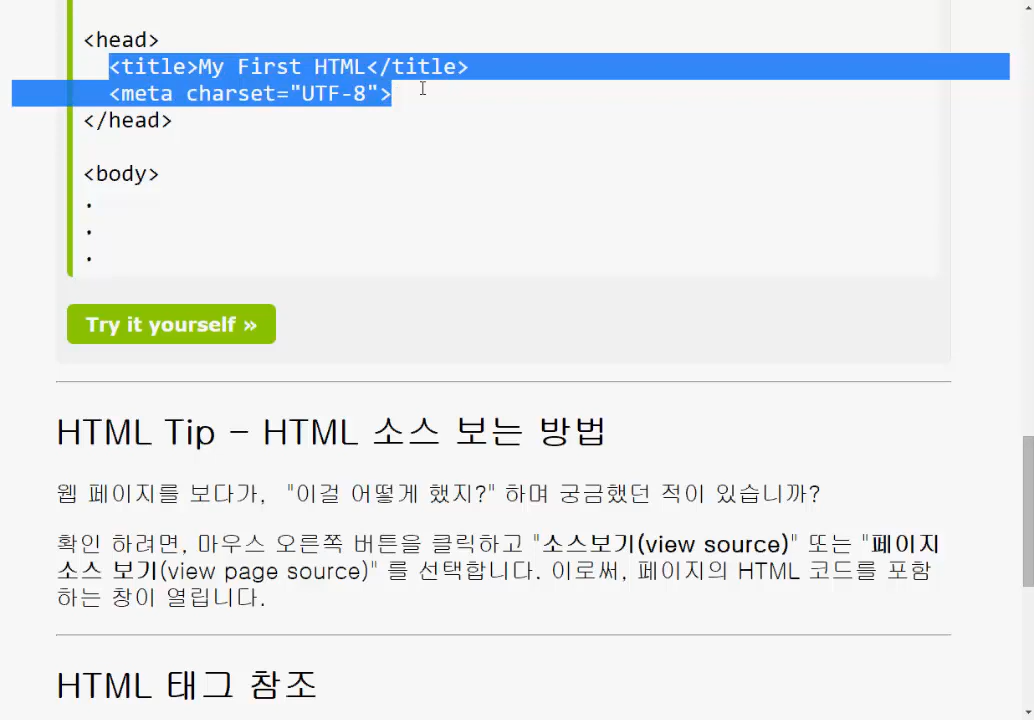 <head>
<title>My First HTML</title>
<meta charset="UTF-8">
</head>
<body>
.
.
.
Try it yourself »
HTML Tip - HTML 소스 보는 방법
웹 페이지를 보다가, "이걸 어떻게 했지?" 하며 궁금했던 적이 있습니까?
확인 하려면, 마우스 오른쪽 버튼을 클릭하고 "소스보기(view source)" 또는 "페이지
소스 보기(view page source)" 를 선택합니다. 이로써, 페이지의 HTML 코드를 포함
하는 창이 열립니다.
HTML 태그 참조